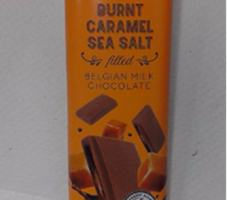 BURNT
CARAMEL
SEA SALT
filled
BELGIAN MILK
CHOCOLATE